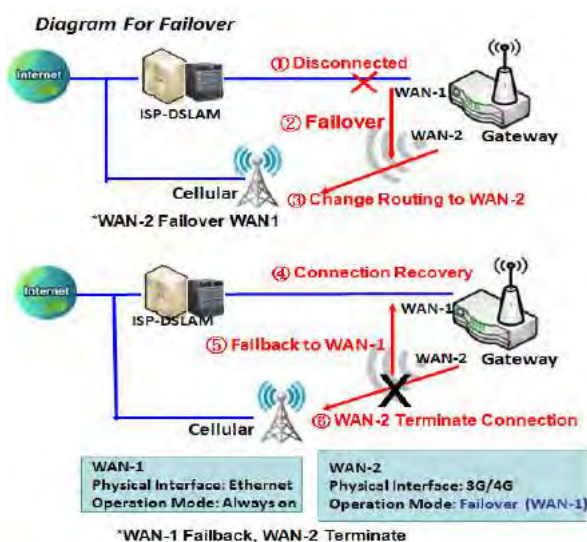 Diagram For Failover
① Disconnected
Internet
WAN-1
ISP-DSLAM
② Failover
WAN-2
Gateway
Cellular
③ Change Routing to WAN-2
*WAN-2 Failover WAN1
④ Connection Recovery
Internet
WAN-1
ISP-DSLAM
⑤ Failback to WAN-1
WAN-2
Gateway
⑥ WAN-2 Terminate Connection
Cellular
WAN-1
Physical Interface: Ethernet
Operation Mode: Always on
WAN-2
Physical Interface: 3G/4G
Operation Mode: Failover (WAN-1)
*WAN-1 Failback, WAN-2 Terminate